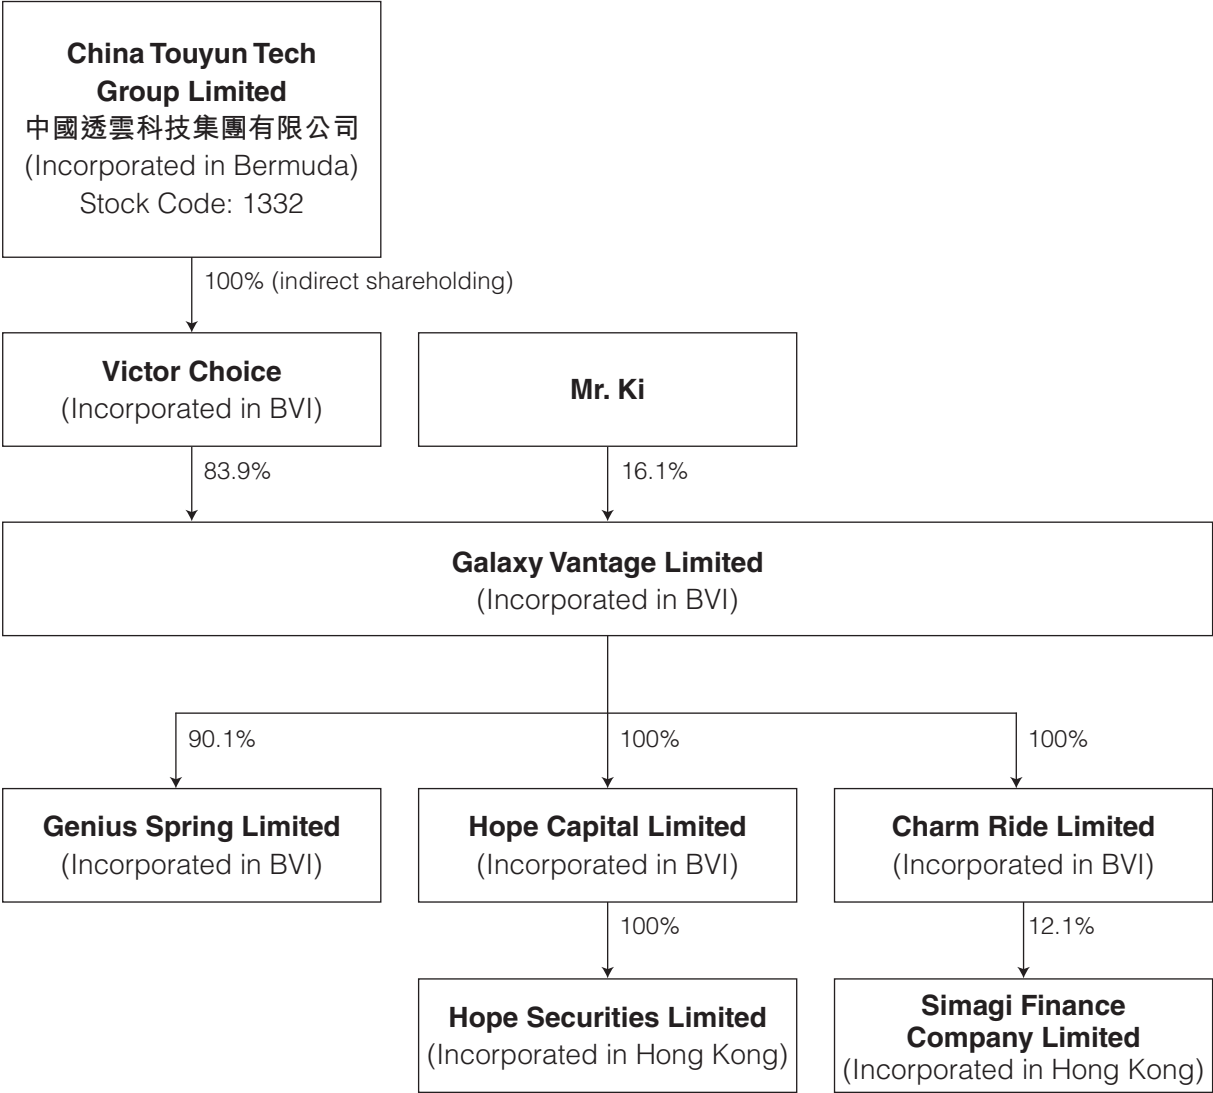 China Touyun Tech
Group Limited
中國透雲科技集團有限公司
(Incorporated in Bermuda)
Stock Code: 1332
100% (indirect shareholding)
Victor Choice
(Incorporated in BVI)
Mr. Ki
83.9%
16.1%
Galaxy Vantage Limited
(Incorporated in BVI)
90.1%
100%
100%
Genius Spring Limited
(Incorporated in BVI)
Hope Capital Limited
(Incorporated in BVI)
Charm Ride Limited
(Incorporated in BVI)
100%
12.1%
Hope Securities Limited
(Incorporated in Hong Kong)
Simagi Finance
Company Limited
(Incorporated in Hong Kong)